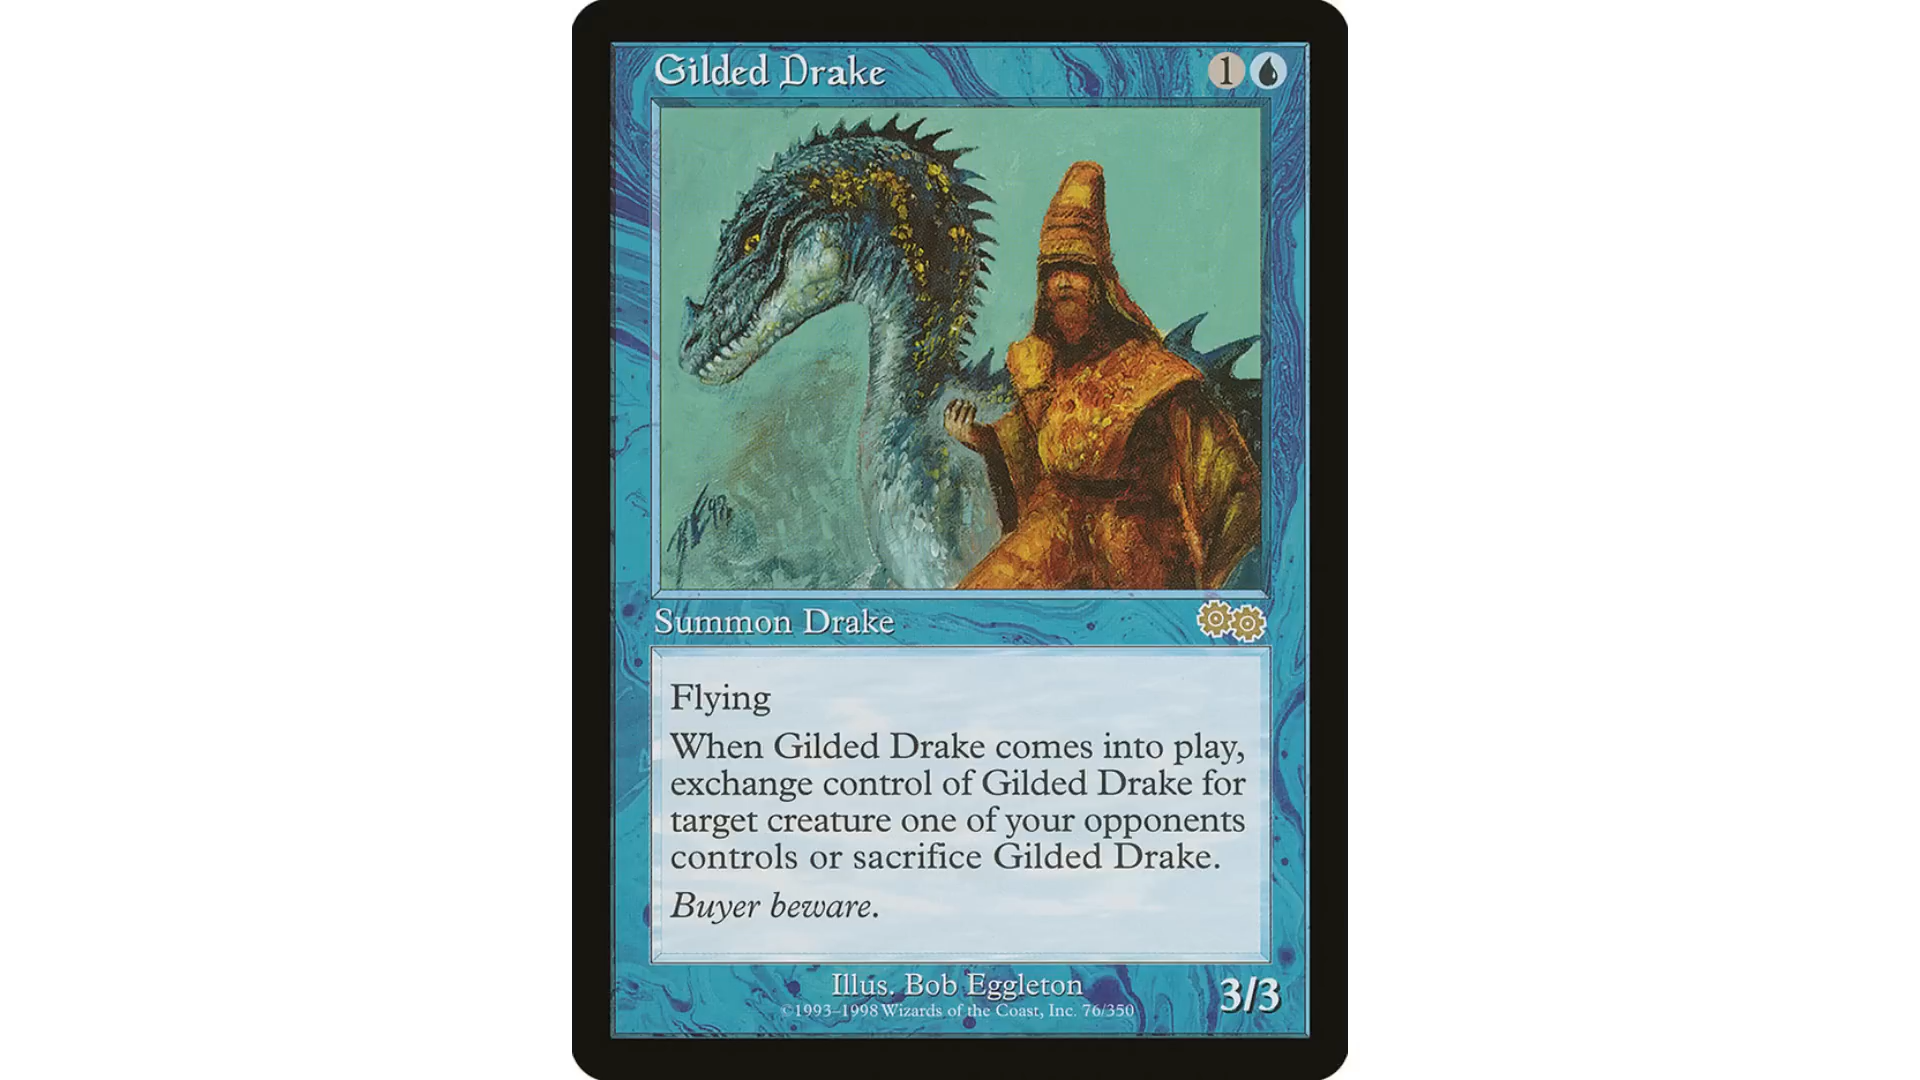 Gilded Drake
1
Summon Drake
Flying
When Gilded Drake comes into play,
exchange control of Gilded Drake for
target creature one of your opponents
controls or sacrifice Gilded Drake.
Buyer beware.
Illus. Bob Eggleton
©1993–1998 Wizards of the Coast, Inc. 76/350
3/3